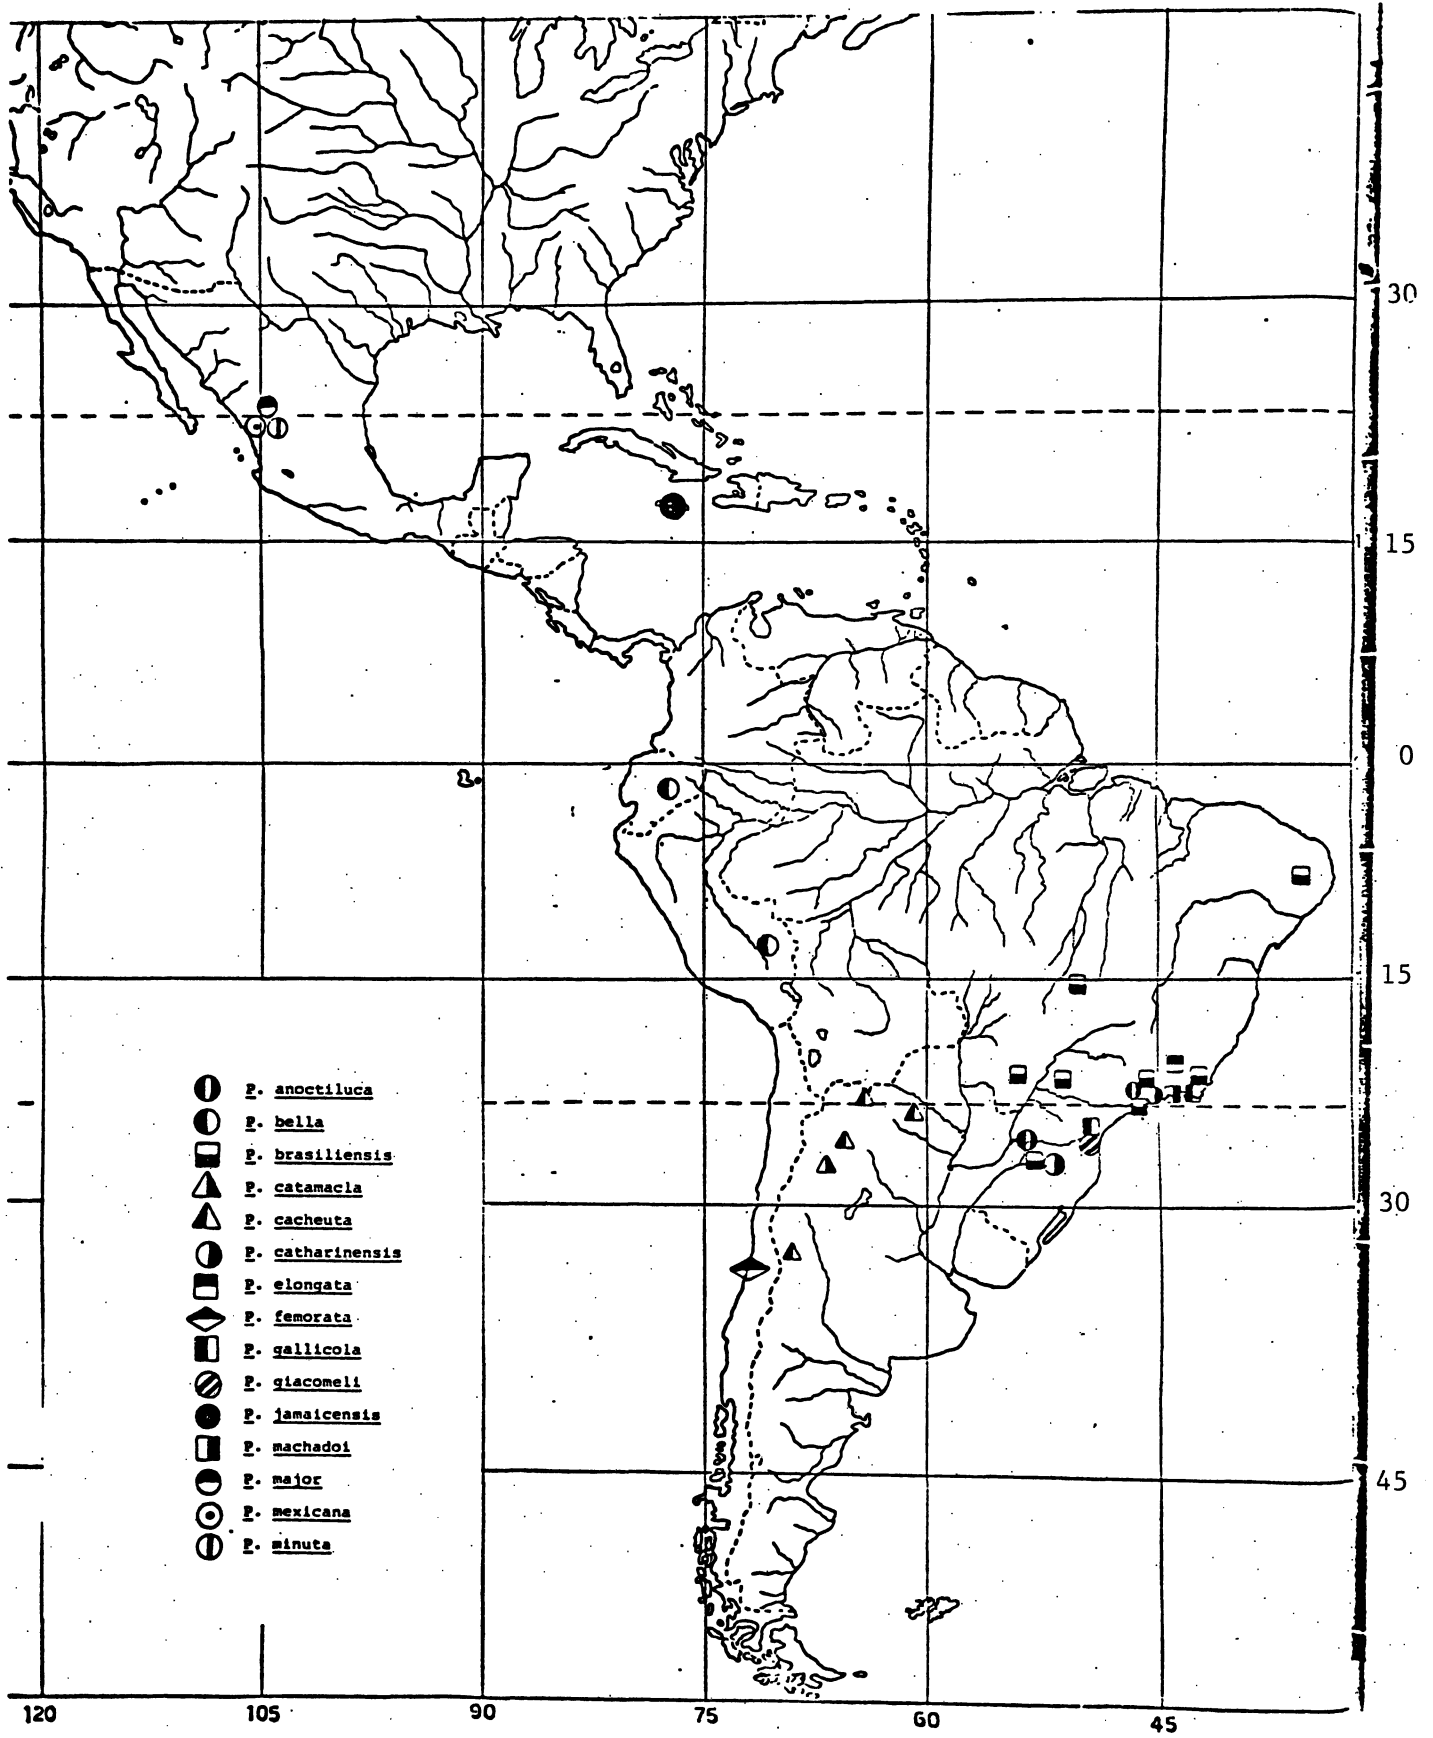 30
15
0
15
30
45
P. anoctiluca
P. bella
P. brasiliensis
P. catamacla
P. cacheuta
P. catharinensis
P. elongata
P. femorata
P. gallicola
P. giacomeli
P. jamaicensis
P. machadoi
P. major
P. mexicana
P. minuta
120 105 90 75 60 45